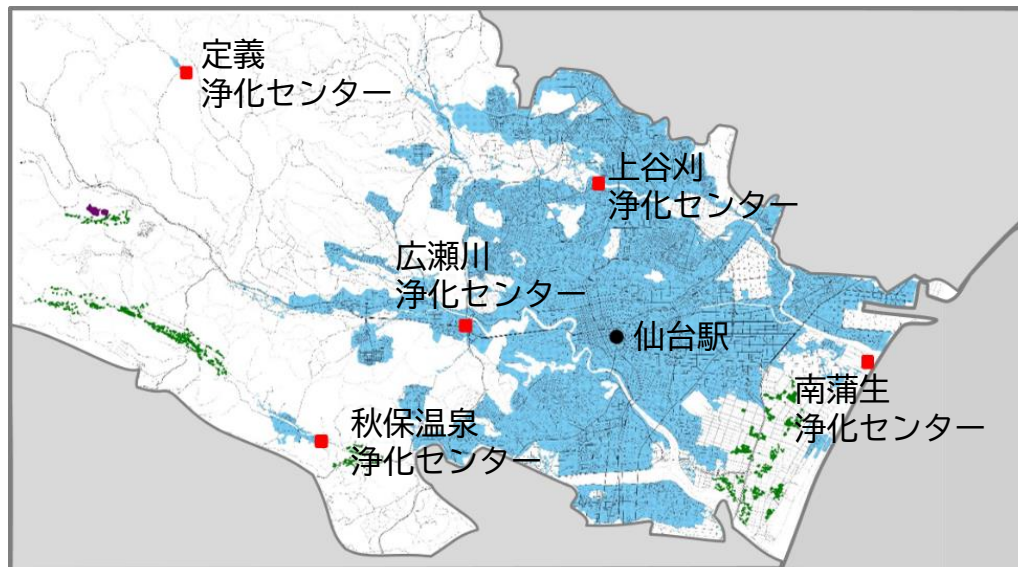 定義
浄化センター
上谷刈
浄化センター
広瀬川
浄化センター
仙台駅
南蒲生
浄化センター
秋保温泉
浄化センター